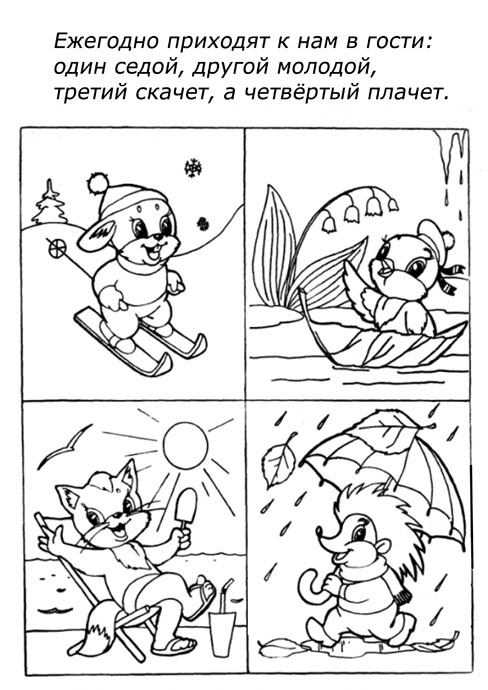 Ежегодно приходят к нам в гости:
один седой, другой молодой,
третий скачет, а четвёртый плачет.